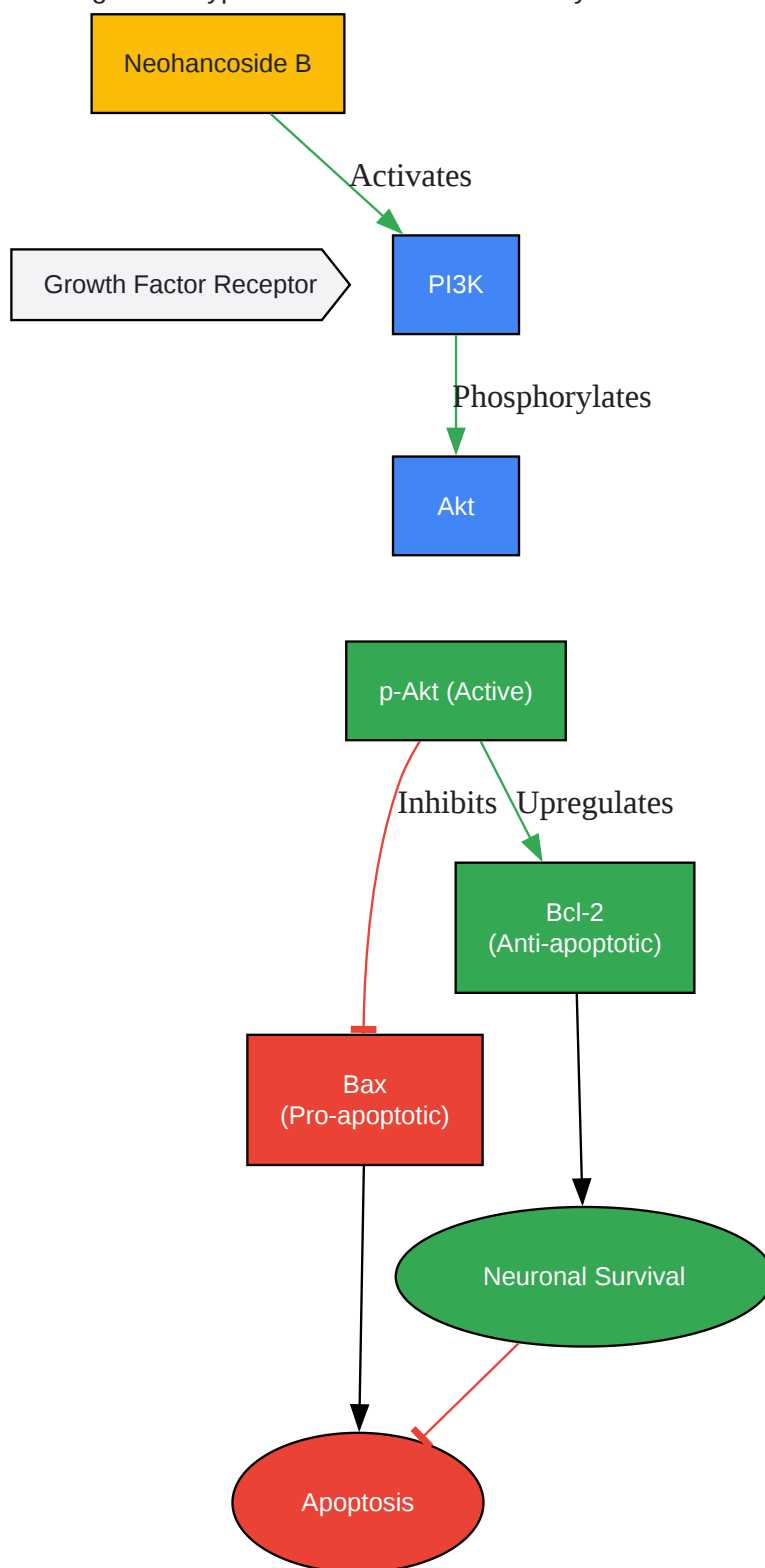 Neohancoside B
Activates
Growth Factor Receptor
PI3K
Phosphorylates
Akt
p-Akt (Active)
Inhibits
Upregulates
Bcl-2
(Anti-apoptotic)
Bax
(Pro-apoptotic)
Neuronal Survival
Apoptosis